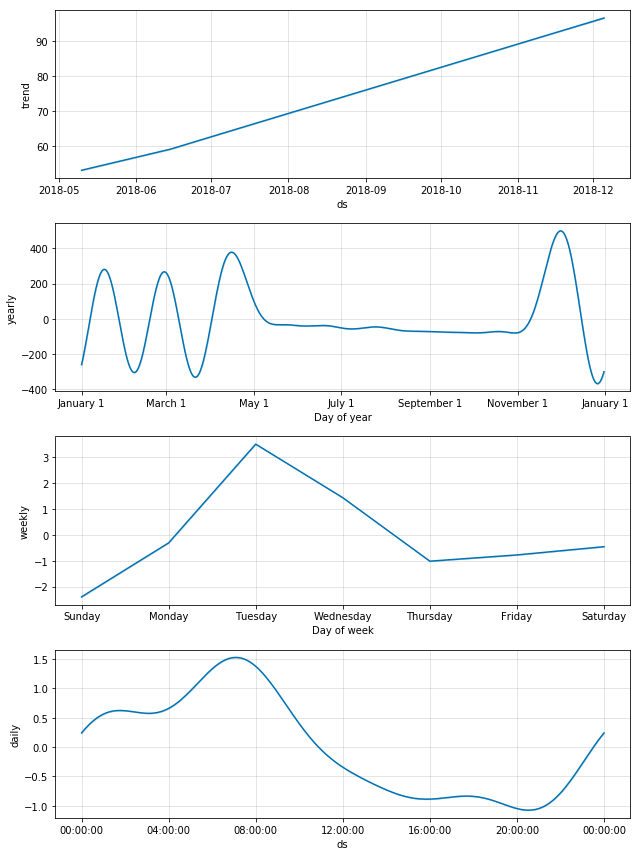 90
80
70
60
trend
2018-05 2018-06 2018-07 2018-08 2018-09 2018-10 2018-11 2018-12
ds
400
200
0
−200
−400
yearly
January 1 March 1 May 1 July 1 September 1 November 1 January 1
Day of year
3
2
1
0
−1
−2
weekly
Sunday Monday Tuesday Wednesday Thursday Friday Saturday
Day of week
1.5
1.0
0.5
0.0
−0.5
−1.0
daily
00:00:00 04:00:00 08:00:00 12:00:00 16:00:00 20:00:00 00:00:00
ds